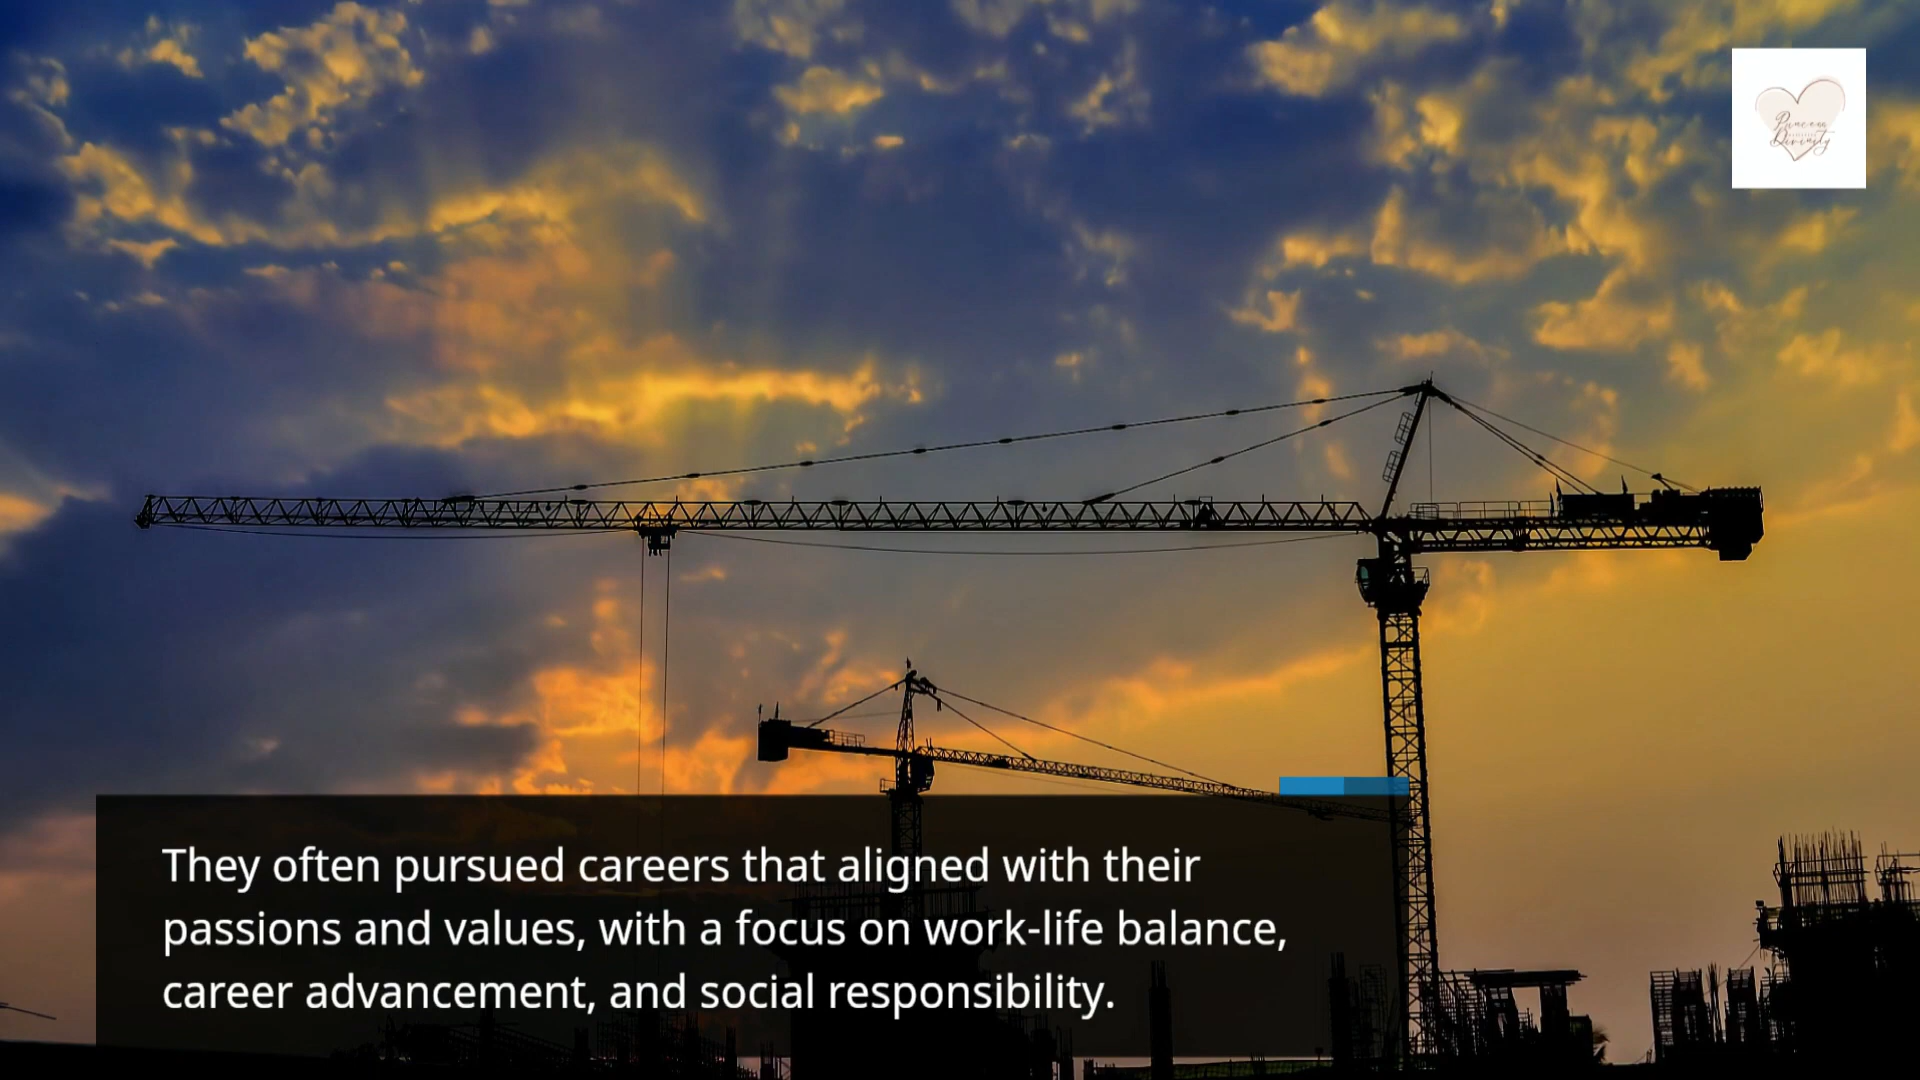 They often pursued careers that aligned with their
passions and values, with a focus on work-life balance,
career advancement, and social responsibility.